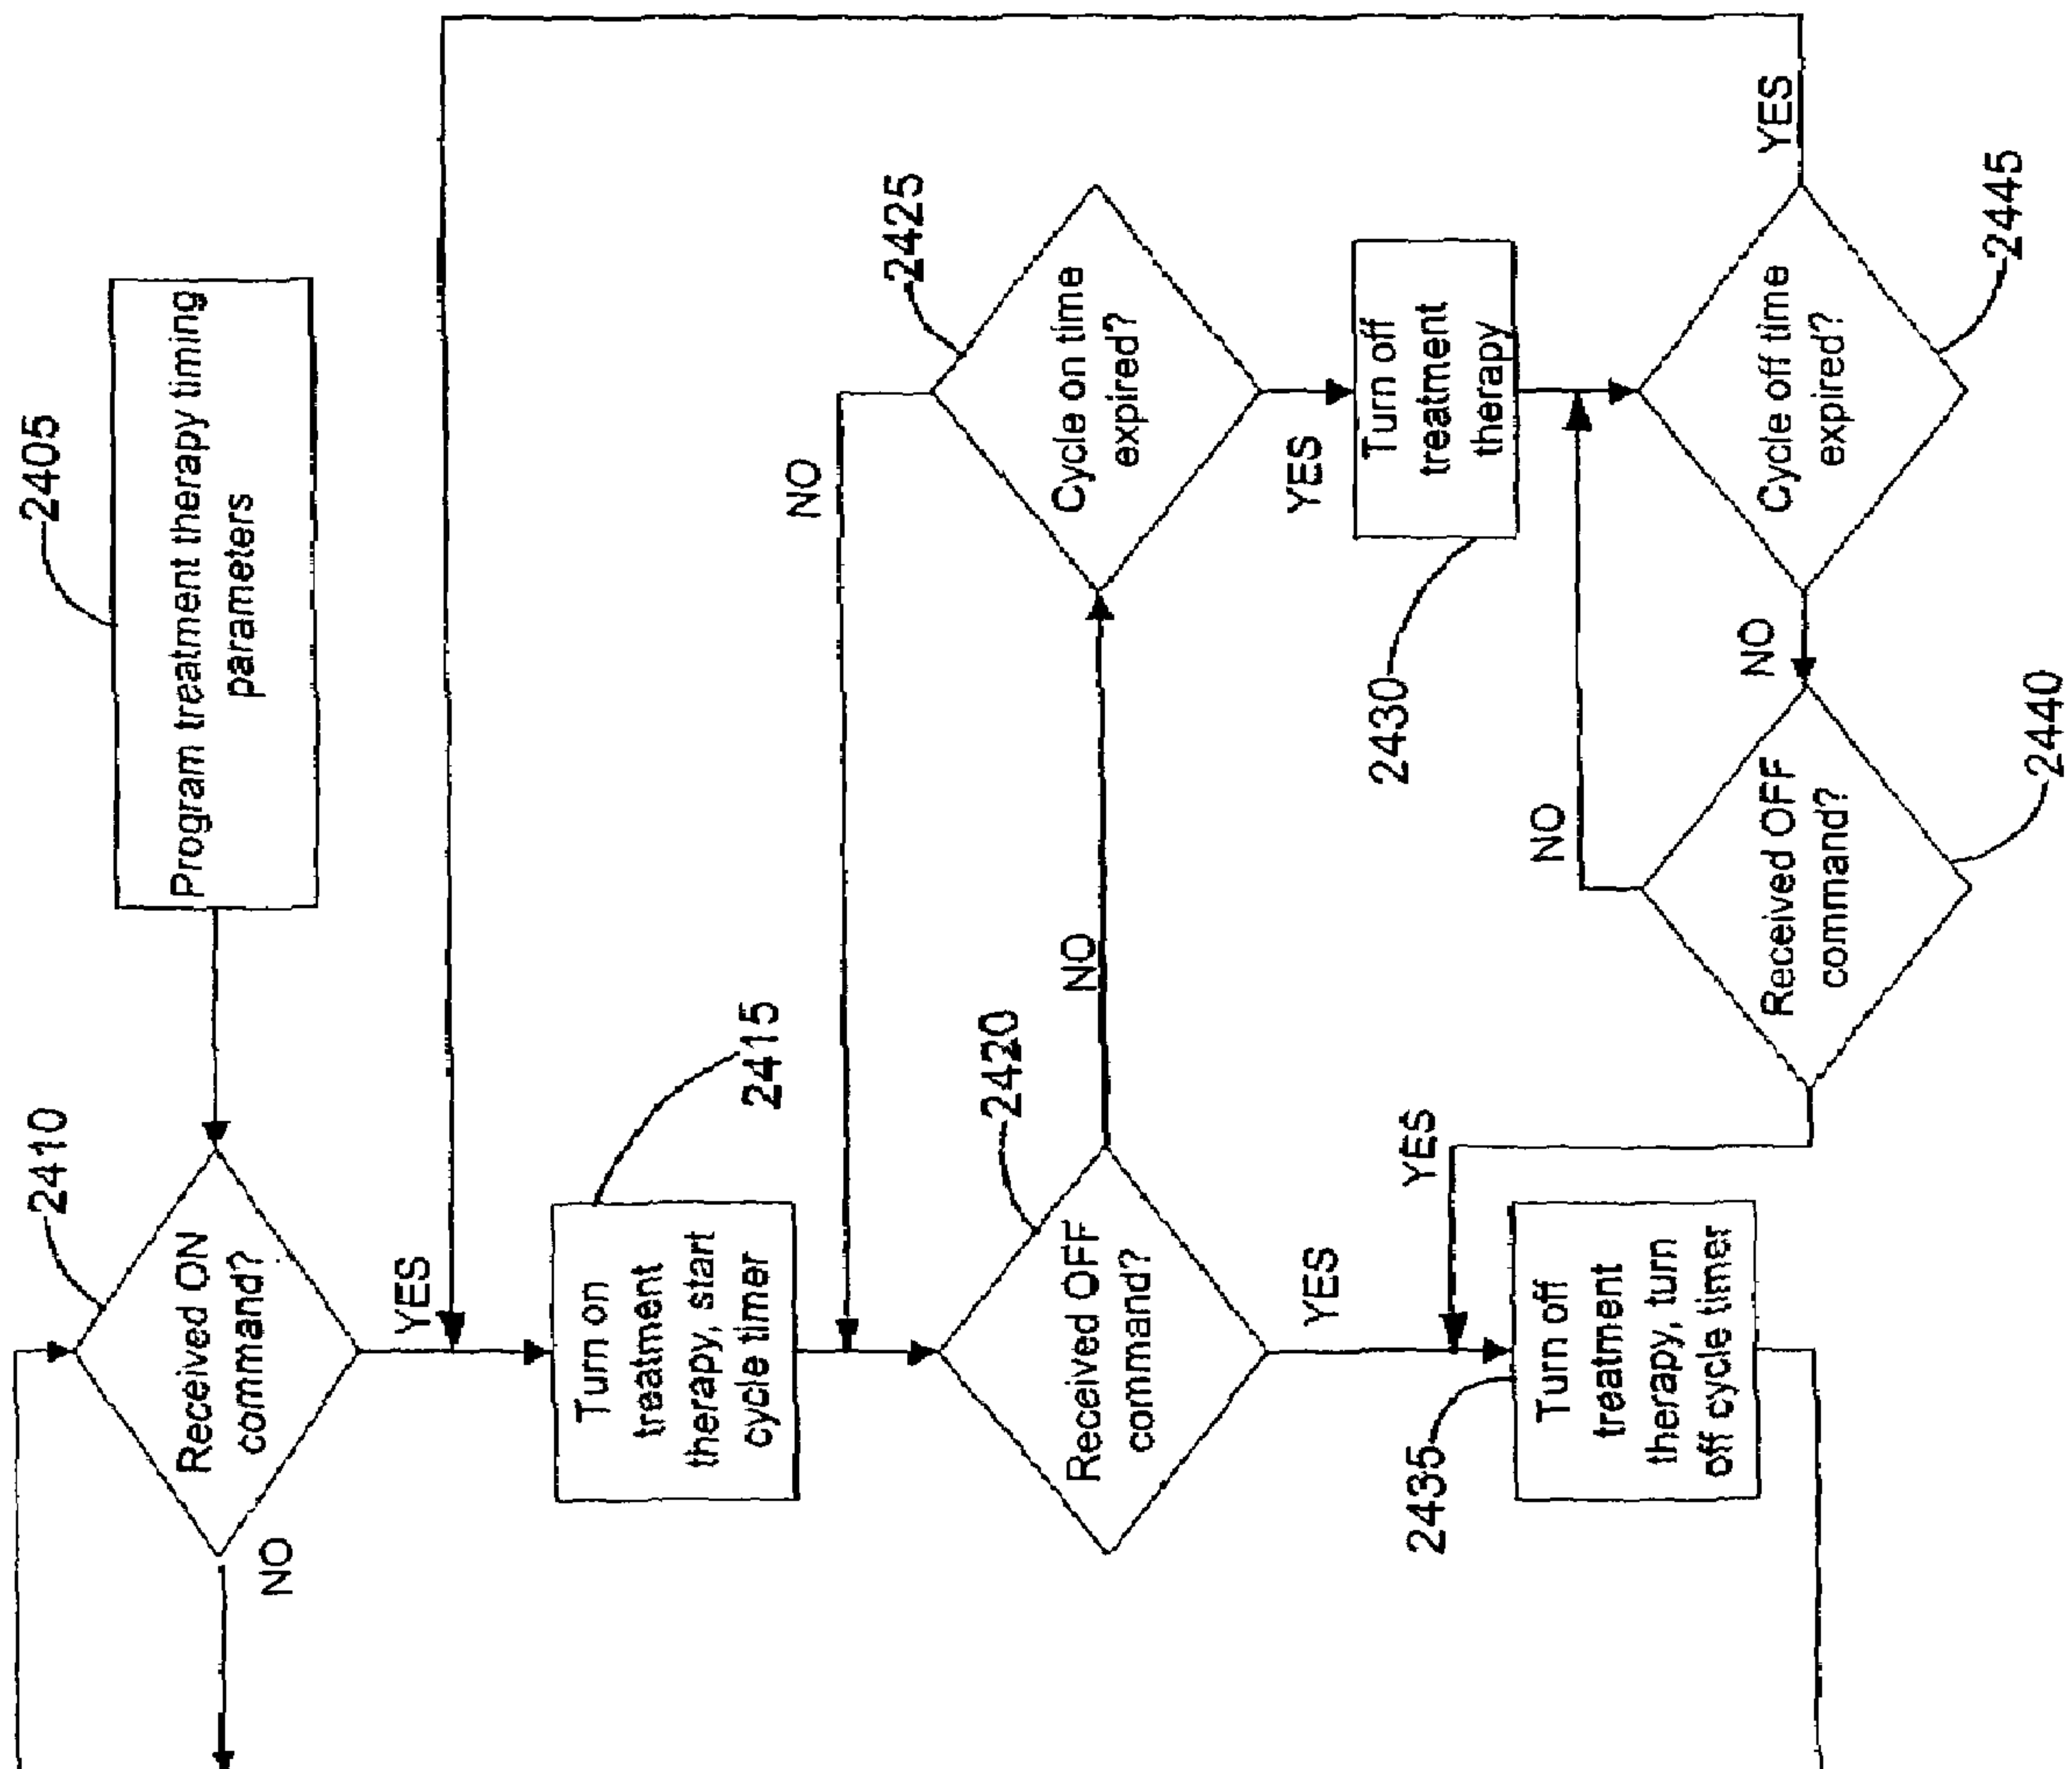 2405
Program treatment therapy timing
parameters
2410
Received ON
command?
NO
YES
2415
Turn on
treatment
therapy, start
cycle timer
2420
Received OFF
command?
NO
YES
2425
Cycle on time
expired?
NO
YES
2430
Turn off
treatment
therapy
2435
Turn off
treatment
therapy, turn
off cycle timer
YES
2440
Received OFF
command?
NO
NO
2445
Cycle off time
expired?
YES